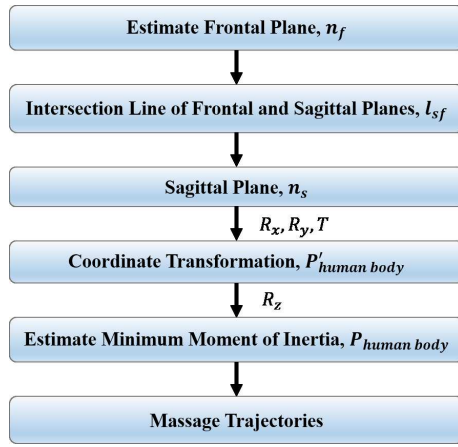 Estimate Frontal Plane, n_f
Intersection Line of Frontal and Sagittal Planes, l_sf
Sagittal Plane, n_s
R_x, R_y, T
Coordinate Transformation, P'_human body
R_z
Estimate Minimum Moment of Inertia, P_human body
Massage Trajectories